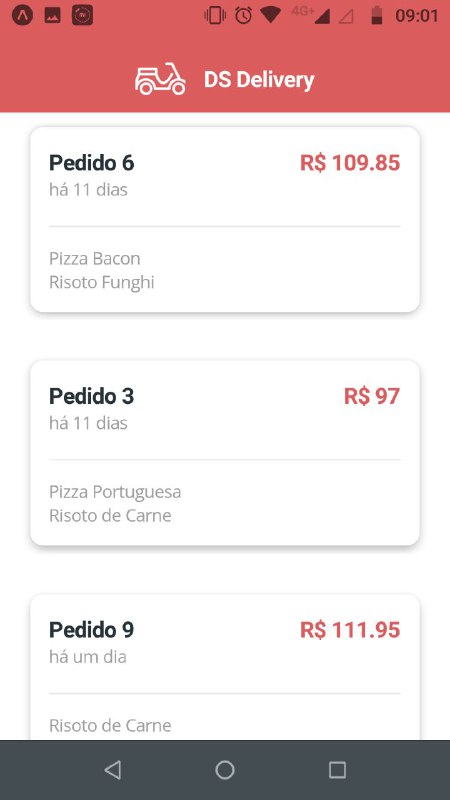 4G+ 09:01
DS Delivery
Pedido 6 R$ 109.85
há 11 dias
Pizza Bacon
Risoto Funghi
Pedido 3 R$ 97
há 11 dias
Pizza Portuguesa
Risoto de Carne
Pedido 9 R$ 111.95
há um dia
Risoto de Carne